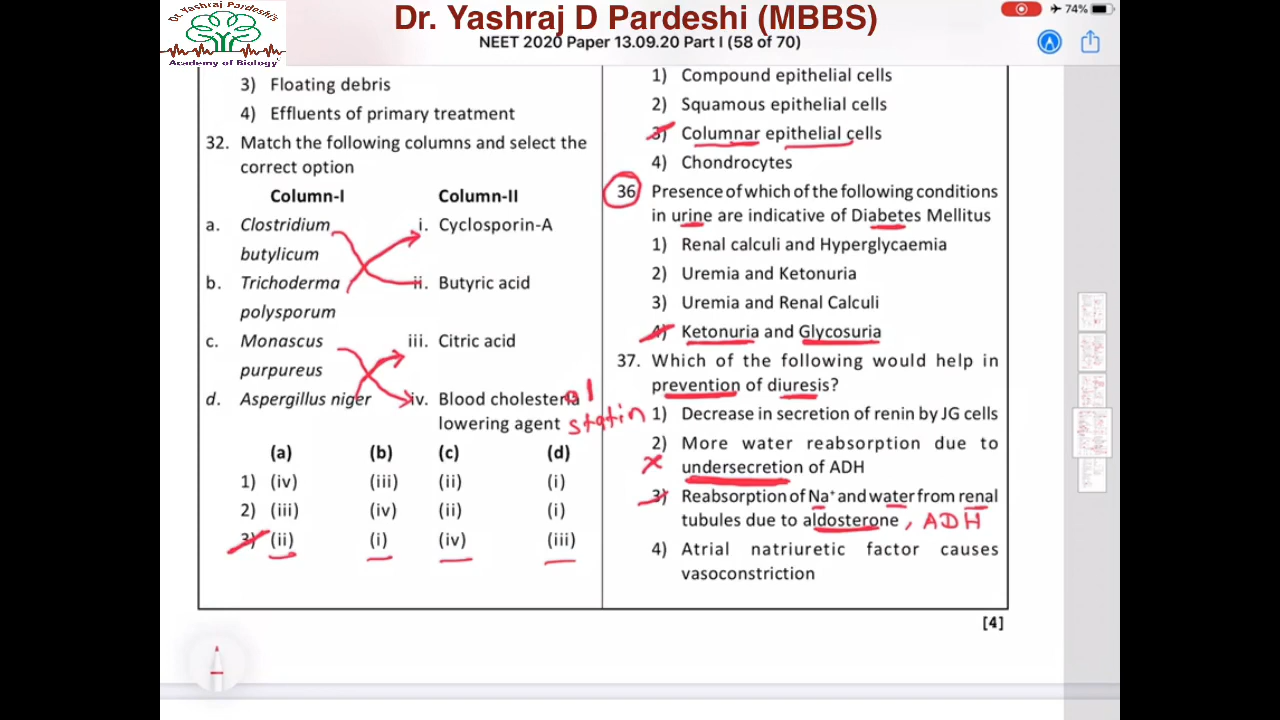 Dr. Yashraj Pardeshi's
Academy of Biology
Dr. Yashraj D Pardeshi (MBBS)
NEET 2020 Paper 13.09.20 Part I (58 of 70)
74%
3) Floating debris
4) Effluents of primary treatment
32. Match the following columns and select the
correct option
Column-I Column-II
a. Clostridium i. Cyclosporin-A
butylicum
b. Trichoderma ii. Butyric acid
polysporum
c. Monascus iii. Citric acid
purpureus
d. Aspergillus niger iv. Blood cholesteria ol
lowering agent statin
(a) (b) (c) (d)
1) (iv) (iii) (ii) (i)
2) (iii) (iv) (ii) (i)
3) (ii) (i) (iv) (iii)
1) Compound epithelial cells
2) Squamous epithelial cells
3) Columnar epithelial cells
4) Chondrocytes
36 Presence of which of the following conditions
in urine are indicative of Diabetes Mellitus
1) Renal calculi and Hyperglycaemia
2) Uremia and Ketonuria
3) Uremia and Renal Calculi
4) Ketonuria and Glycosuria
37. Which of the following would help in
prevention of diuresis?
1) Decrease in secretion of renin by JG cells
2) More water reabsorption due to
undersecretion of ADH
3) Reabsorption of Na⁺ and water from renal
tubules due to aldosterone , ADH
4) Atrial natriuretic factor causes
vasoconstriction
[4]